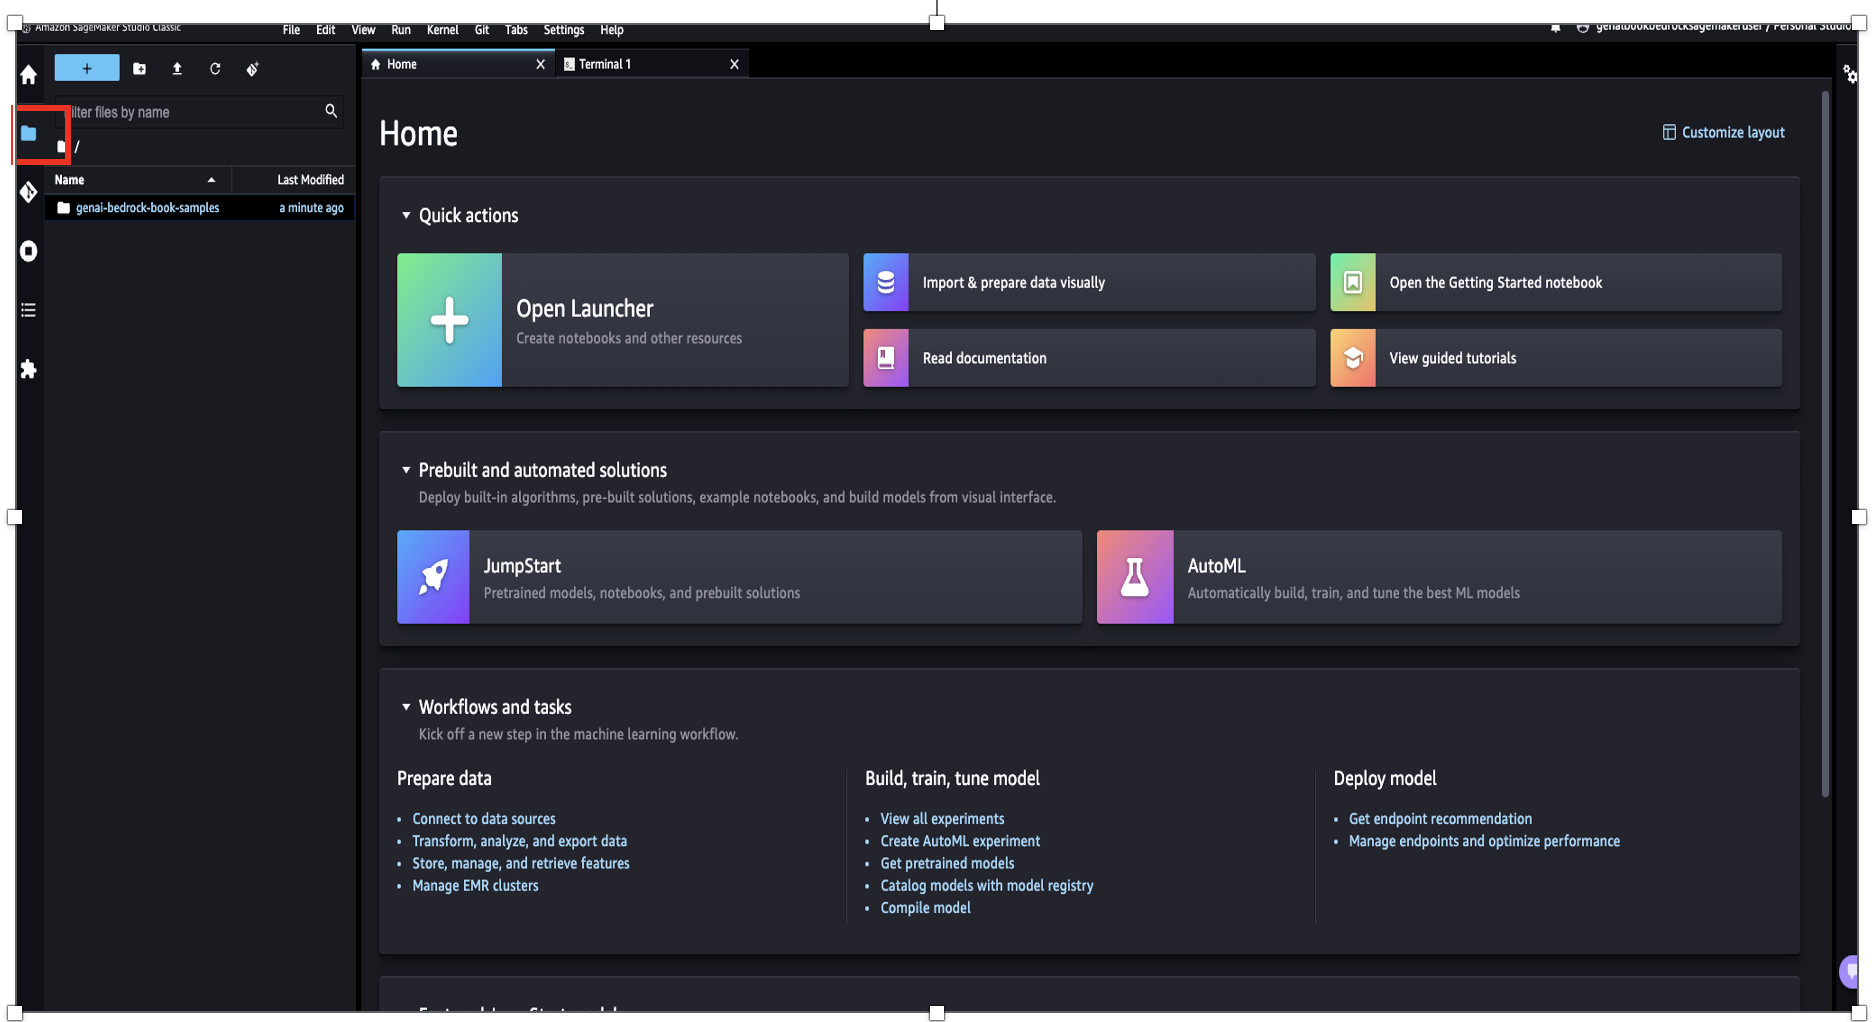 Amazon SageMaker Studio Classic File Edit View Run Kernel Git Tabs Settings Help genaibookbedrocksagemakeruser / Personal Studio
+ Home X Terminal 1 X
ilter files by name
/
Home Customize layout
Name Last Modified
genai-bedrock-book-samples a minute ago
Quick actions
Open Launcher
Create notebooks and other resources
Import & prepare data visually
Open the Getting Started notebook
Read documentation
View guided tutorials
Prebuilt and automated solutions
Deploy built-in algorithms, pre-built solutions, example notebooks, and build models from visual interface.
JumpStart
Pretrained models, notebooks, and prebuilt solutions
AutoML
Automatically build, train, and tune the best ML models
Workflows and tasks
Kick off a new step in the machine learning workflow.
Prepare data
• Connect to data sources
• Transform, analyze, and export data
• Store, manage, and retrieve features
• Manage EMR clusters
Build, train, tune model
• View all experiments
• Create AutoML experiment
• Get pretrained models
• Catalog models with model registry
• Compile model
Deploy model
• Get endpoint recommendation
• Manage endpoints and optimize performance